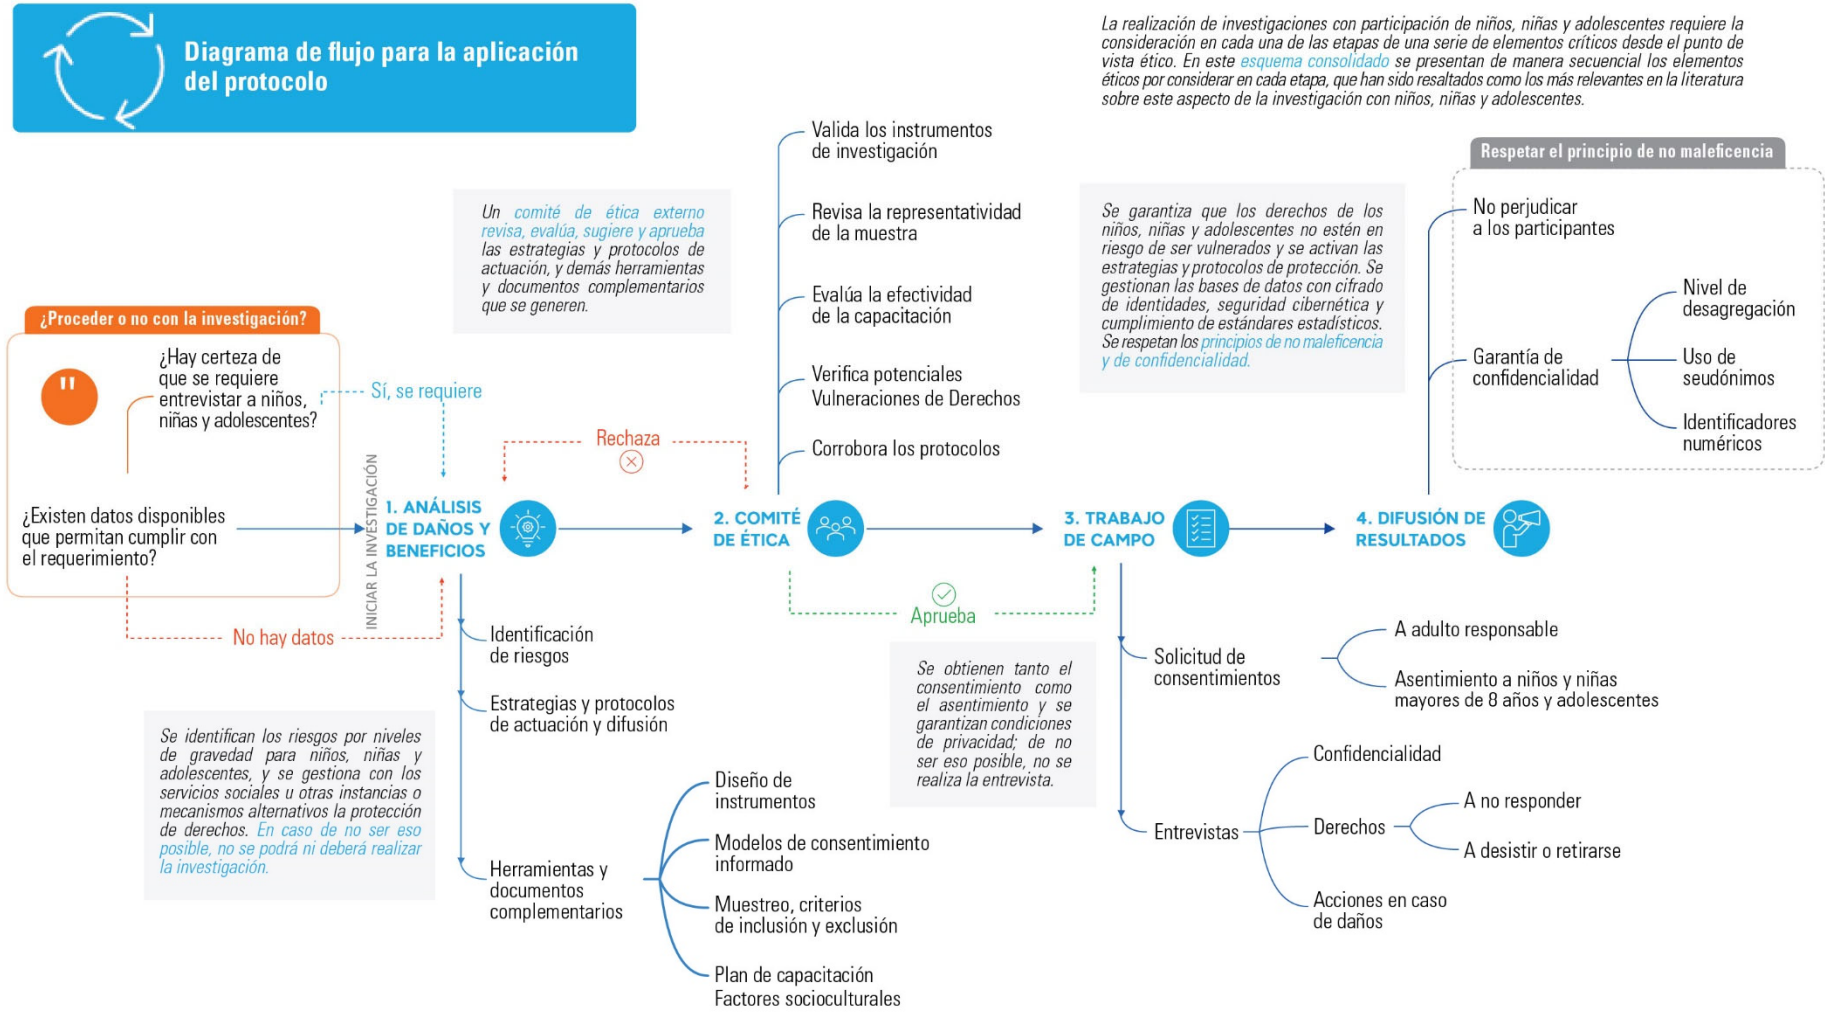 Diagrama de flujo para la aplicación
del protocolo
La realización de investigaciones con participación de niños, niñas y adolescentes requiere la
consideración en cada una de las etapas de una serie de elementos críticos desde el punto de
vista ético. En este esquema consolidado se presentan de manera secuencial los elementos
éticos por considerar en cada etapa, que han sido resaltados como los más relevantes en la literatura
sobre este aspecto de la investigación con niños, niñas y adolescentes.
¿Proceder o no con la investigación?
"
¿Hay certeza de
que se requiere
entrevistar a niños,
niñas y adolescentes?
Sí, se requiere
¿Existen datos disponibles
que permitan cumplir con
el requerimiento?
No hay datos
INICIAR LA INVESTIGACIÓN
1. ANÁLISIS
DE DAÑOS Y
BENEFICIOS
Identificación
de riesgos
Estrategias y protocolos
de actuación y difusión
Herramientas y
documentos
complementarios
Diseño de
instrumentos
Modelos de consentimiento
informado
Muestreo, criterios
de inclusión y exclusión
Plan de capacitación
Factores socioculturales
Se identifican los riesgos por niveles
de gravedad para niños, niñas y
adolescentes, y se gestiona con los
servicios sociales u otras instancias o
mecanismos alternativos la protección
de derechos. En caso de no ser eso
posible, no se podrá ni deberá realizar
la investigación.
Rechaza
2. COMITÉ
DE ÉTICA
Un comité de ética externo
revisa, evalúa, sugiere y aprueba
las estrategias y protocolos de
actuación, y demás herramientas
y documentos complementarios
que se generen.
Valida los instrumentos
de investigación
Revisa la representatividad
de la muestra
Evalúa la efectividad
de la capacitación
Verifica potenciales
Vulneraciones de Derechos
Corrobora los protocolos
Aprueba
3. TRABAJO
DE CAMPO
Se garantiza que los derechos de los
niños, niñas y adolescentes no estén en
riesgo de ser vulnerados y se activan las
estrategias y protocolos de protección. Se
gestionan las bases de datos con cifrado
de identidades, seguridad cibernética y
cumplimiento de estándares estadísticos.
Se respetan los principios de no maleficencia
y de confidencialidad.
Se obtienen tanto el
consentimiento como
el asentimiento y se
garantizan condiciones
de privacidad; de no
ser eso posible, no se
realiza la entrevista.
Solicitud de
consentimientos
A adulto responsable
Asentimiento a niños y niñas
mayores de 8 años y adolescentes
Entrevistas
Confidencialidad
Derechos
A no responder
A desistir o retirarse
Acciones en caso
de daños
4. DIFUSIÓN DE
RESULTADOS
Respetar el principio de no maleficencia
No perjudicar
a los participantes
Garantía de
confidencialidad
Nivel de
desagregación
Uso de
seudónimos
Identificadores
numéricos